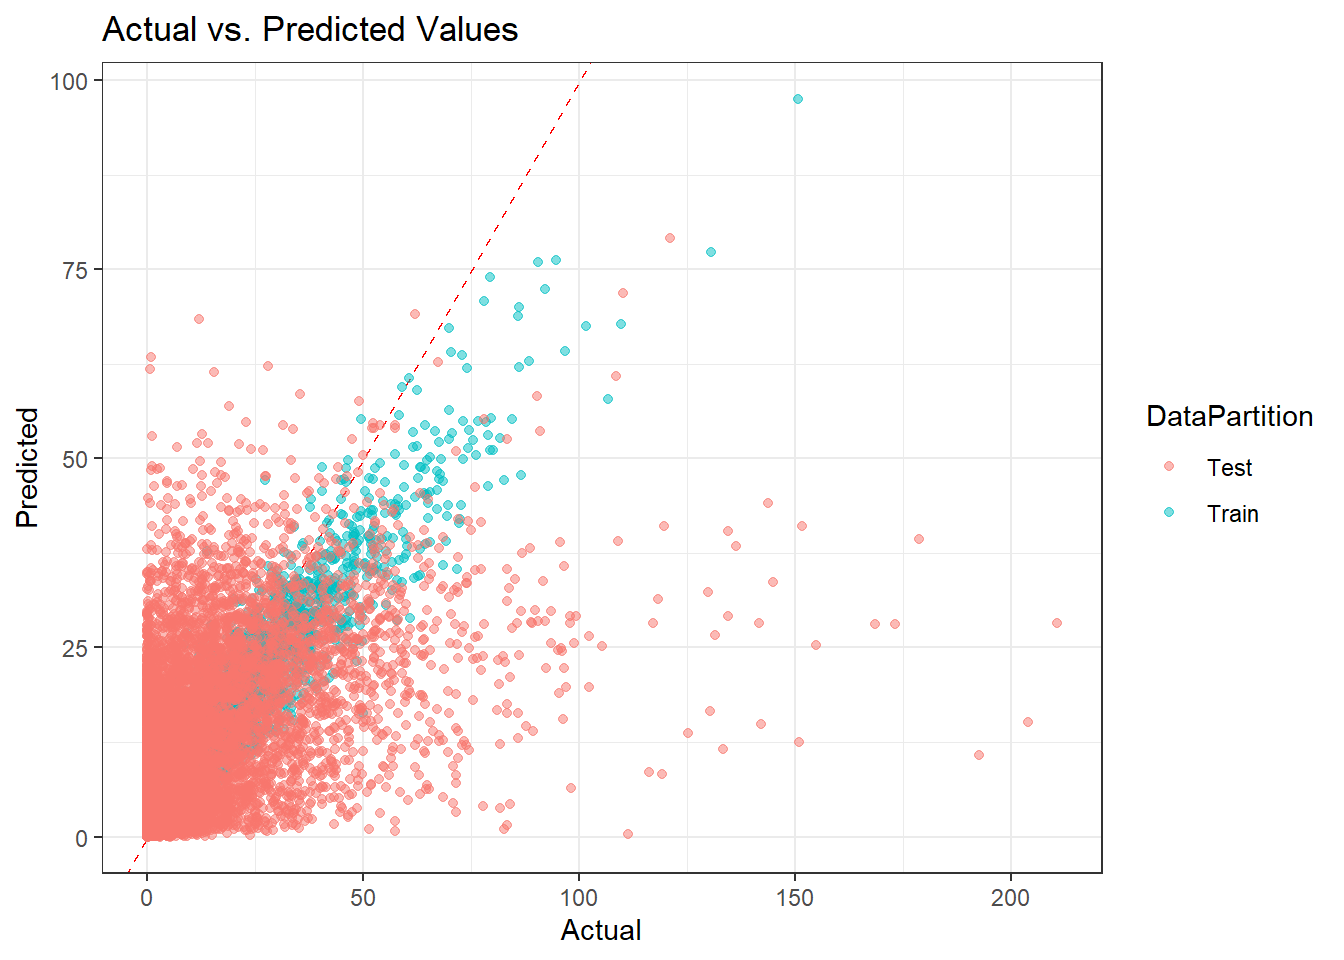 Actual vs. Predicted Values
100
75
50
25
0
Predicted
0 50 100 150 200
Actual
DataPartition
Test
Train